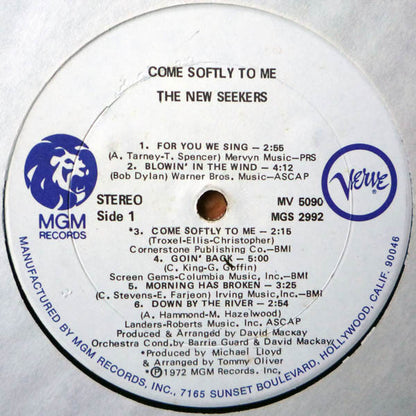 COME SOFTLY TO ME
THE NEW SEEKERS
1. FOR YOU WE SING — 2:55
(A. Tarney-T. Spencer) Mervyn Music—PRS
2. BLOWIN' IN THE WIND — 4:12
(Bob Dylan) Warner Bros. Music—ASCAP
MGM
RECORDS
STEREO
Side 1
MV 5090
MGS 2992
Verve
*3. COME SOFTLY TO ME — 2:15
(Troxel-Ellis-Christopher)
Cornerstone Publishing Co.—BMI
4. GOIN' BACK — 5:00
(C. King-G. Goffin)
Screen Gems-Columbia Music, Inc.—BMI
5. MORNING HAS BROKEN — 3:25
(C. Stevens-E. Farjeon) Irving Music, Inc.—BMI
6. DOWN BY THE RIVER — 2:54
(A. Hammond-M. Hazelwood)
Landers-Roberts Music, Inc. ASCAP
Produced & Arranged by David Mackay
Orchestra Cond. by Barrie Guard & David Mackay
*Produced by Michael Lloyd
*Arranged by Tommy Oliver
Ⓟ 1972 MGM Records, Inc.
MANUFACTURED BY MGM RECORDS, INC., 7165 SUNSET BOULEVARD, HOLLYWOOD, CALIF. 90046